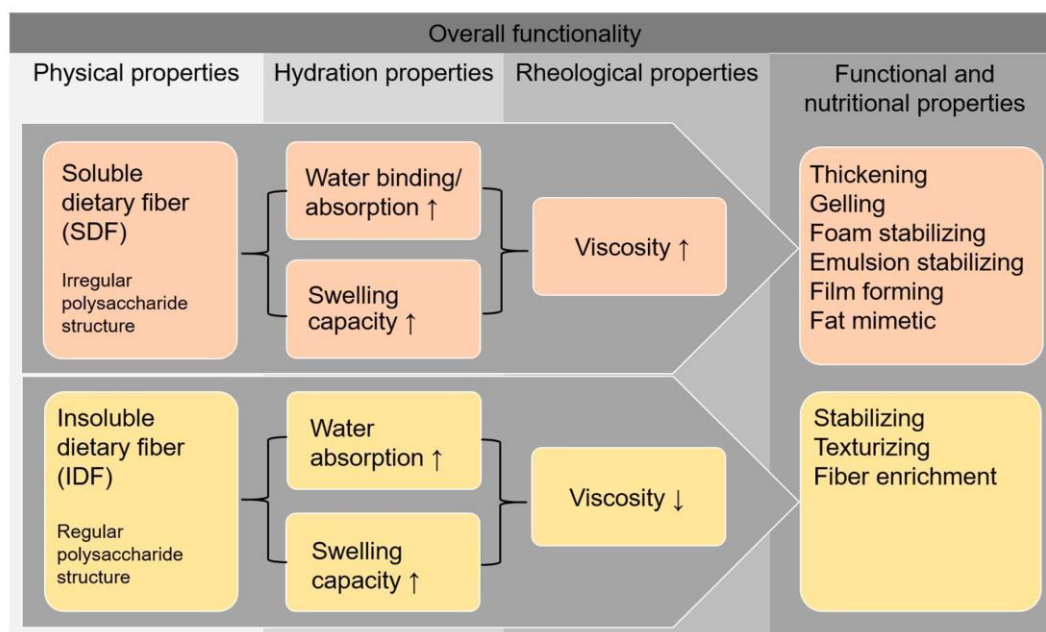 Overall functionality
Physical properties
Hydration properties
Rheological properties
Functional and
nutritional properties
Soluble
dietary fiber
(SDF)
Irregular
polysaccharide
structure
Water binding/
absorption ↑
Swelling
capacity ↑
Viscosity ↑
Thickening
Gelling
Foam stabilizing
Emulsion stabilizing
Film forming
Fat mimetic
Insoluble
dietary fiber
(IDF)
Regular
polysaccharide
structure
Water
absorption ↑
Swelling
capacity ↑
Viscosity ↓
Stabilizing
Texturizing
Fiber enrichment